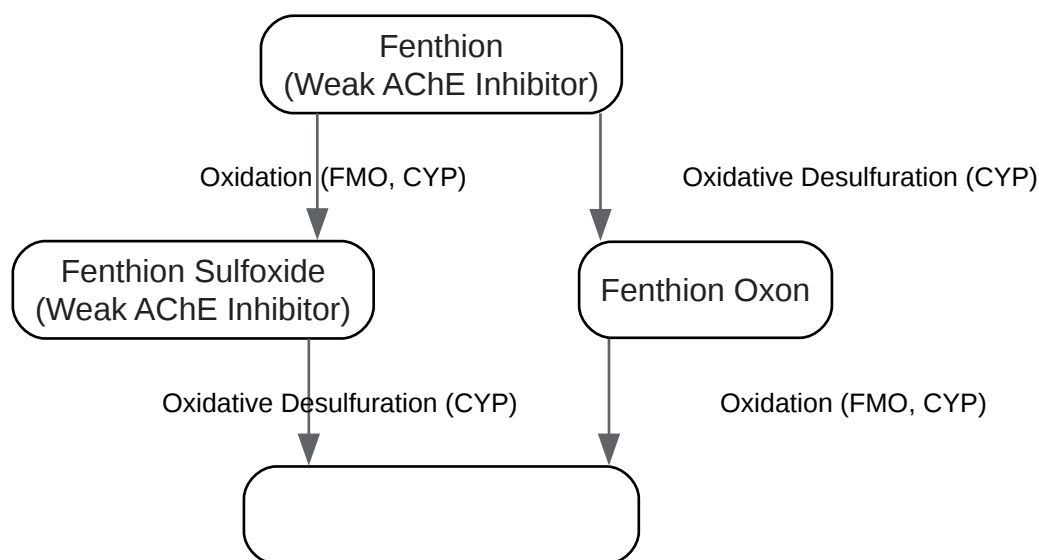 Fenthion
(Weak AChE Inhibitor)
Oxidation (FMO, CYP)
Oxidative Desulfuration (CYP)
Fenthion Sulfoxide
(Weak AChE Inhibitor)
Fenthion Oxon
Oxidative Desulfuration (CYP)
Oxidation (FMO, CYP)